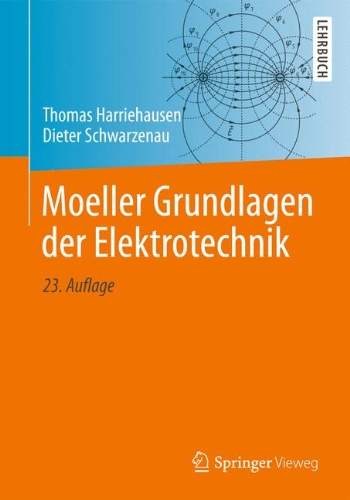 LEHRBUCH
Thomas Harriehausen
Dieter Schwarzenau
Moeller Grundlagen
der Elektrotechnik
23. Auflage
Springer Vieweg